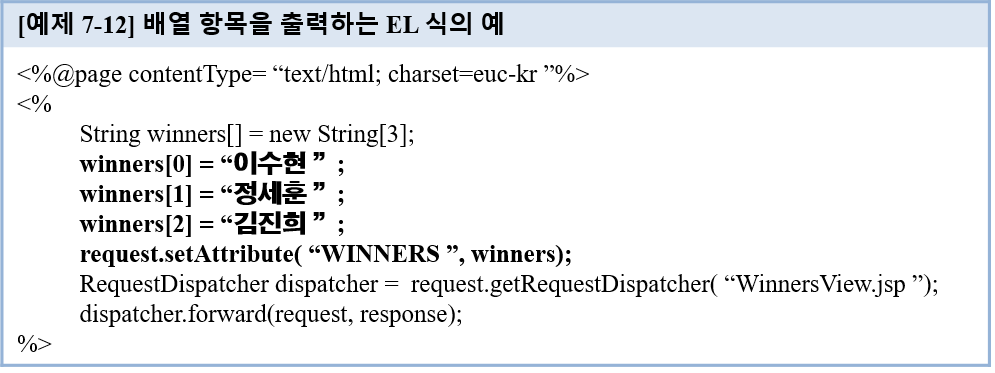 [예제 7-12] 배열 항목을 출력하는 EL 식의 예
<%@page contentType= “text/html; charset=euc-kr ”%>
<%
String winners[] = new String[3];
winners[0] = “이수현 ” ;
winners[1] = “정세훈 ” ;
winners[2] = “김진희 ” ;
request.setAttribute( “WINNERS ”, winners);
RequestDispatcher dispatcher = request.getRequestDispatcher( “WinnersView.jsp ”);
dispatcher.forward(request, response);
%>